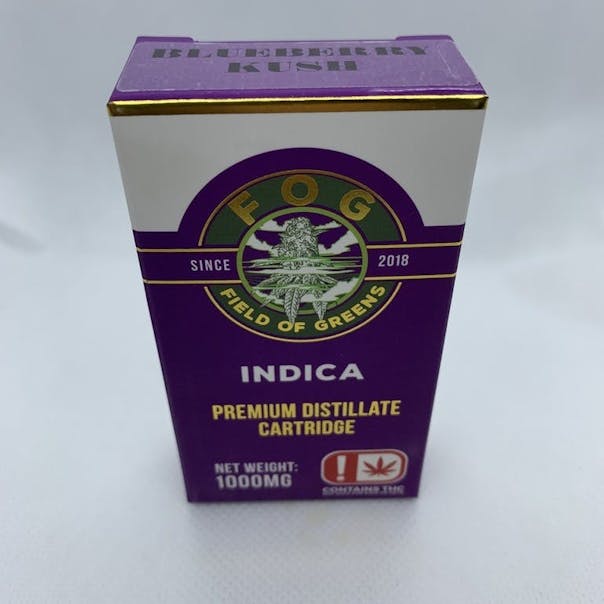 BLUEBERRY
KUSH
FOG
SINCE 2018
FIELD OF GREENS
INDICA
PREMIUM DISTILLATE
CARTRIDGE
NET WEIGHT:
1000MG
CONTAINS THC